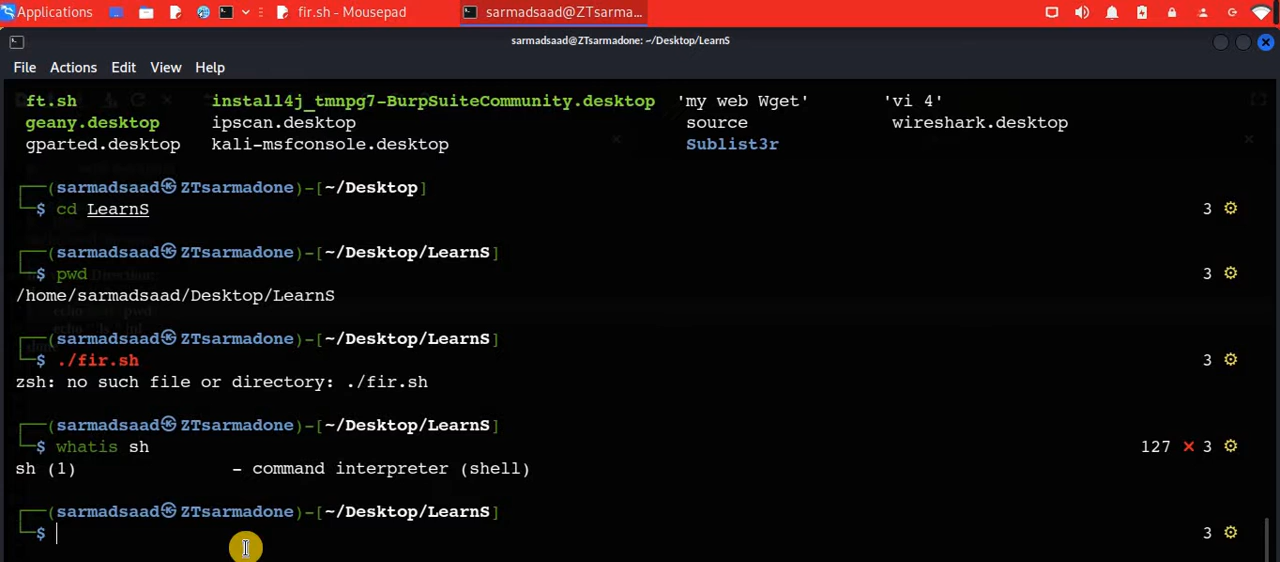 Applications fir.sh - Mousepad sarmadsaad@ZTsarma...
sarmadsaad@ZTsarmadone: ~/Desktop/LearnS
File Actions Edit View Help
ft.sh install4j_tmnpg7-BurpSuiteCommunity.desktop 'my web Wget' 'vi 4'
geany.desktop ipscan.desktop source wireshark.desktop
gparted.desktop kali-msfconsole.desktop Sublist3r
┌──(sarmadsaad㉿ZTsarmadone)-[~/Desktop]
└─$ cd LearnS 3 ⚙
┌──(sarmadsaad㉿ZTsarmadone)-[~/Desktop/LearnS]
└─$ pwd 3 ⚙
/home/sarmadsaad/Desktop/LearnS
┌──(sarmadsaad㉿ZTsarmadone)-[~/Desktop/LearnS]
└─$ ./fir.sh 3 ⚙
zsh: no such file or directory: ./fir.sh
┌──(sarmadsaad㉿ZTsarmadone)-[~/Desktop/LearnS]
└─$ whatis sh 127 ⨯ 3 ⚙
sh (1) - command interpreter (shell)
┌──(sarmadsaad㉿ZTsarmadone)-[~/Desktop/LearnS]
└─$ 3 ⚙